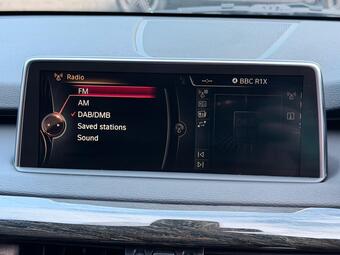 Radio
BBC R1X
FM
AM
DAB/DMB
Saved stations
Sound